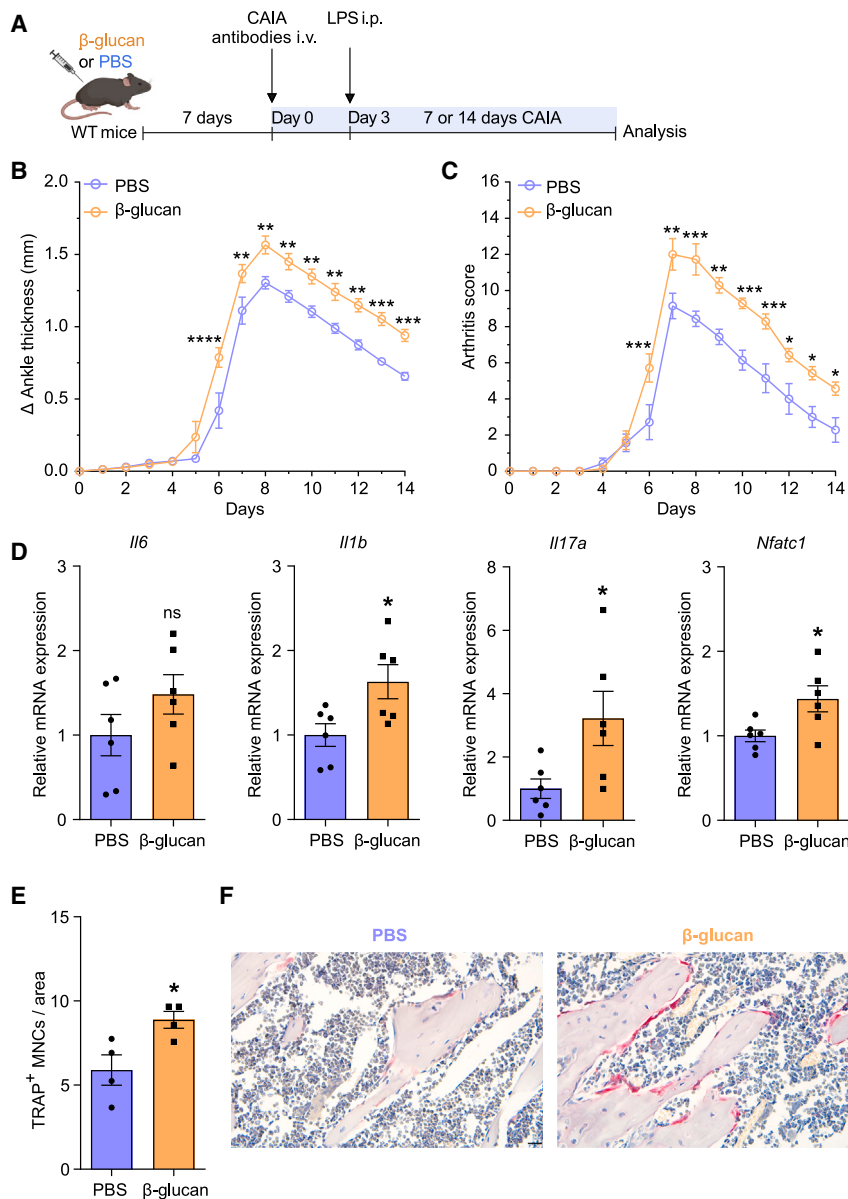 A
β-glucan
or PBS
WT mice
7 days
CAIA
antibodies i.v.
LPS i.p.
Day 0
Day 3
7 or 14 days CAIA
Analysis
B
PBS
β-glucan
Δ Ankle thickness (mm)
2.0
1.5
1.0
0.5
0.0
**** ** ** ** ** ** ** *** ***
0 2 4 6 8 10 12 14
Days
C
PBS
β-glucan
Arthritis score
16
14
12
10
8
6
4
2
0
*** ** *** ** *** *** * * *
0 2 4 6 8 10 12 14
Days
D
Il6
Relative mRNA expression
3
2
1
0
ns
PBS β-glucan
Il1b
Relative mRNA expression
3
2
1
0
*
PBS β-glucan
Il17a
Relative mRNA expression
8
6
4
2
0
*
PBS β-glucan
Nfatc1
Relative mRNA expression
3
2
1
0
*
PBS β-glucan
E
TRAP+ MNCs / area
15
10
5
0
*
PBS β-glucan
F
PBS
β-glucan